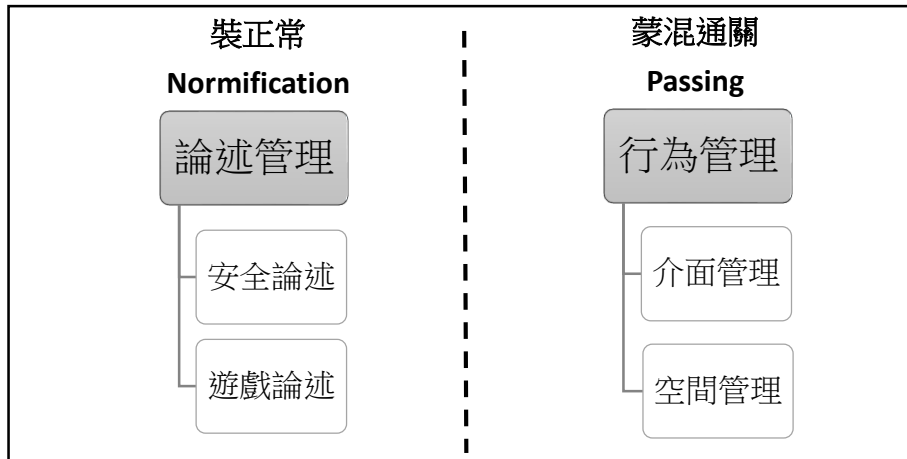 裝正常
Normification
論述管理
安全論述
遊戲論述
蒙混通關
Passing
行為管理
介面管理
空間管理